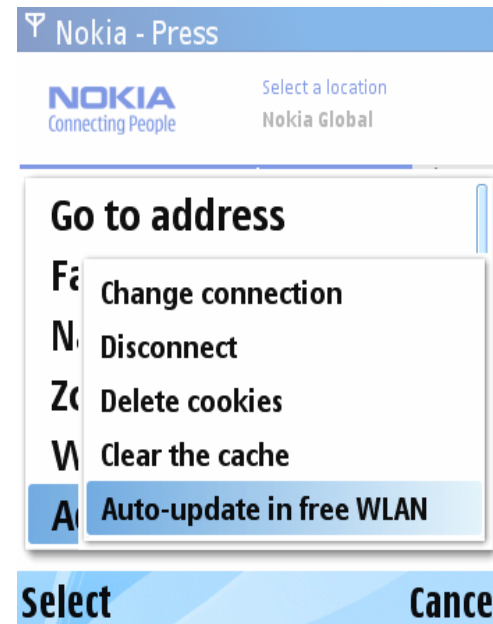 Nokia - Press
NOKIA
Connecting People
Select a location
Nokia Global
Go to address
Change connection
Disconnect
Delete cookies
Clear the cache
Auto-update in free WLAN
Select